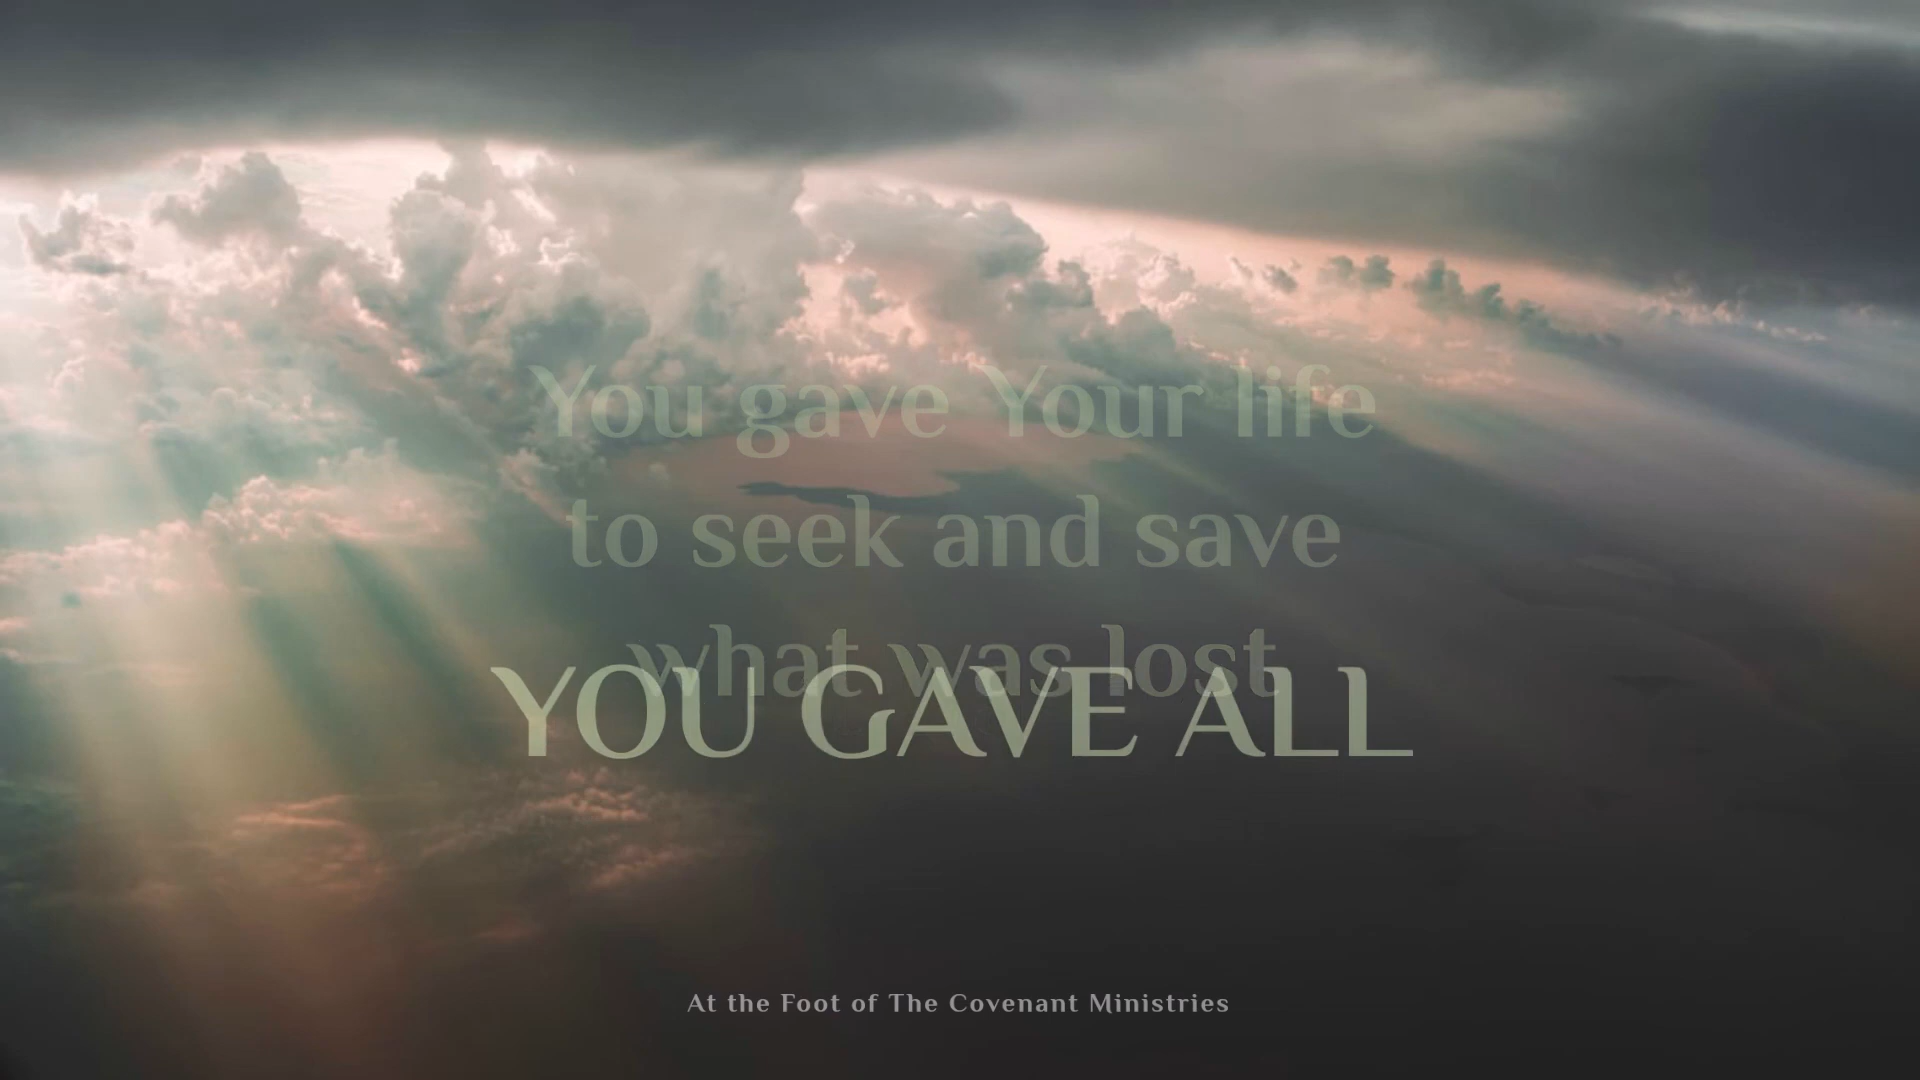 You gave Your life
to seek and save
what was lost
YOU GAVE ALL
At the Foot of The Covenant Ministries